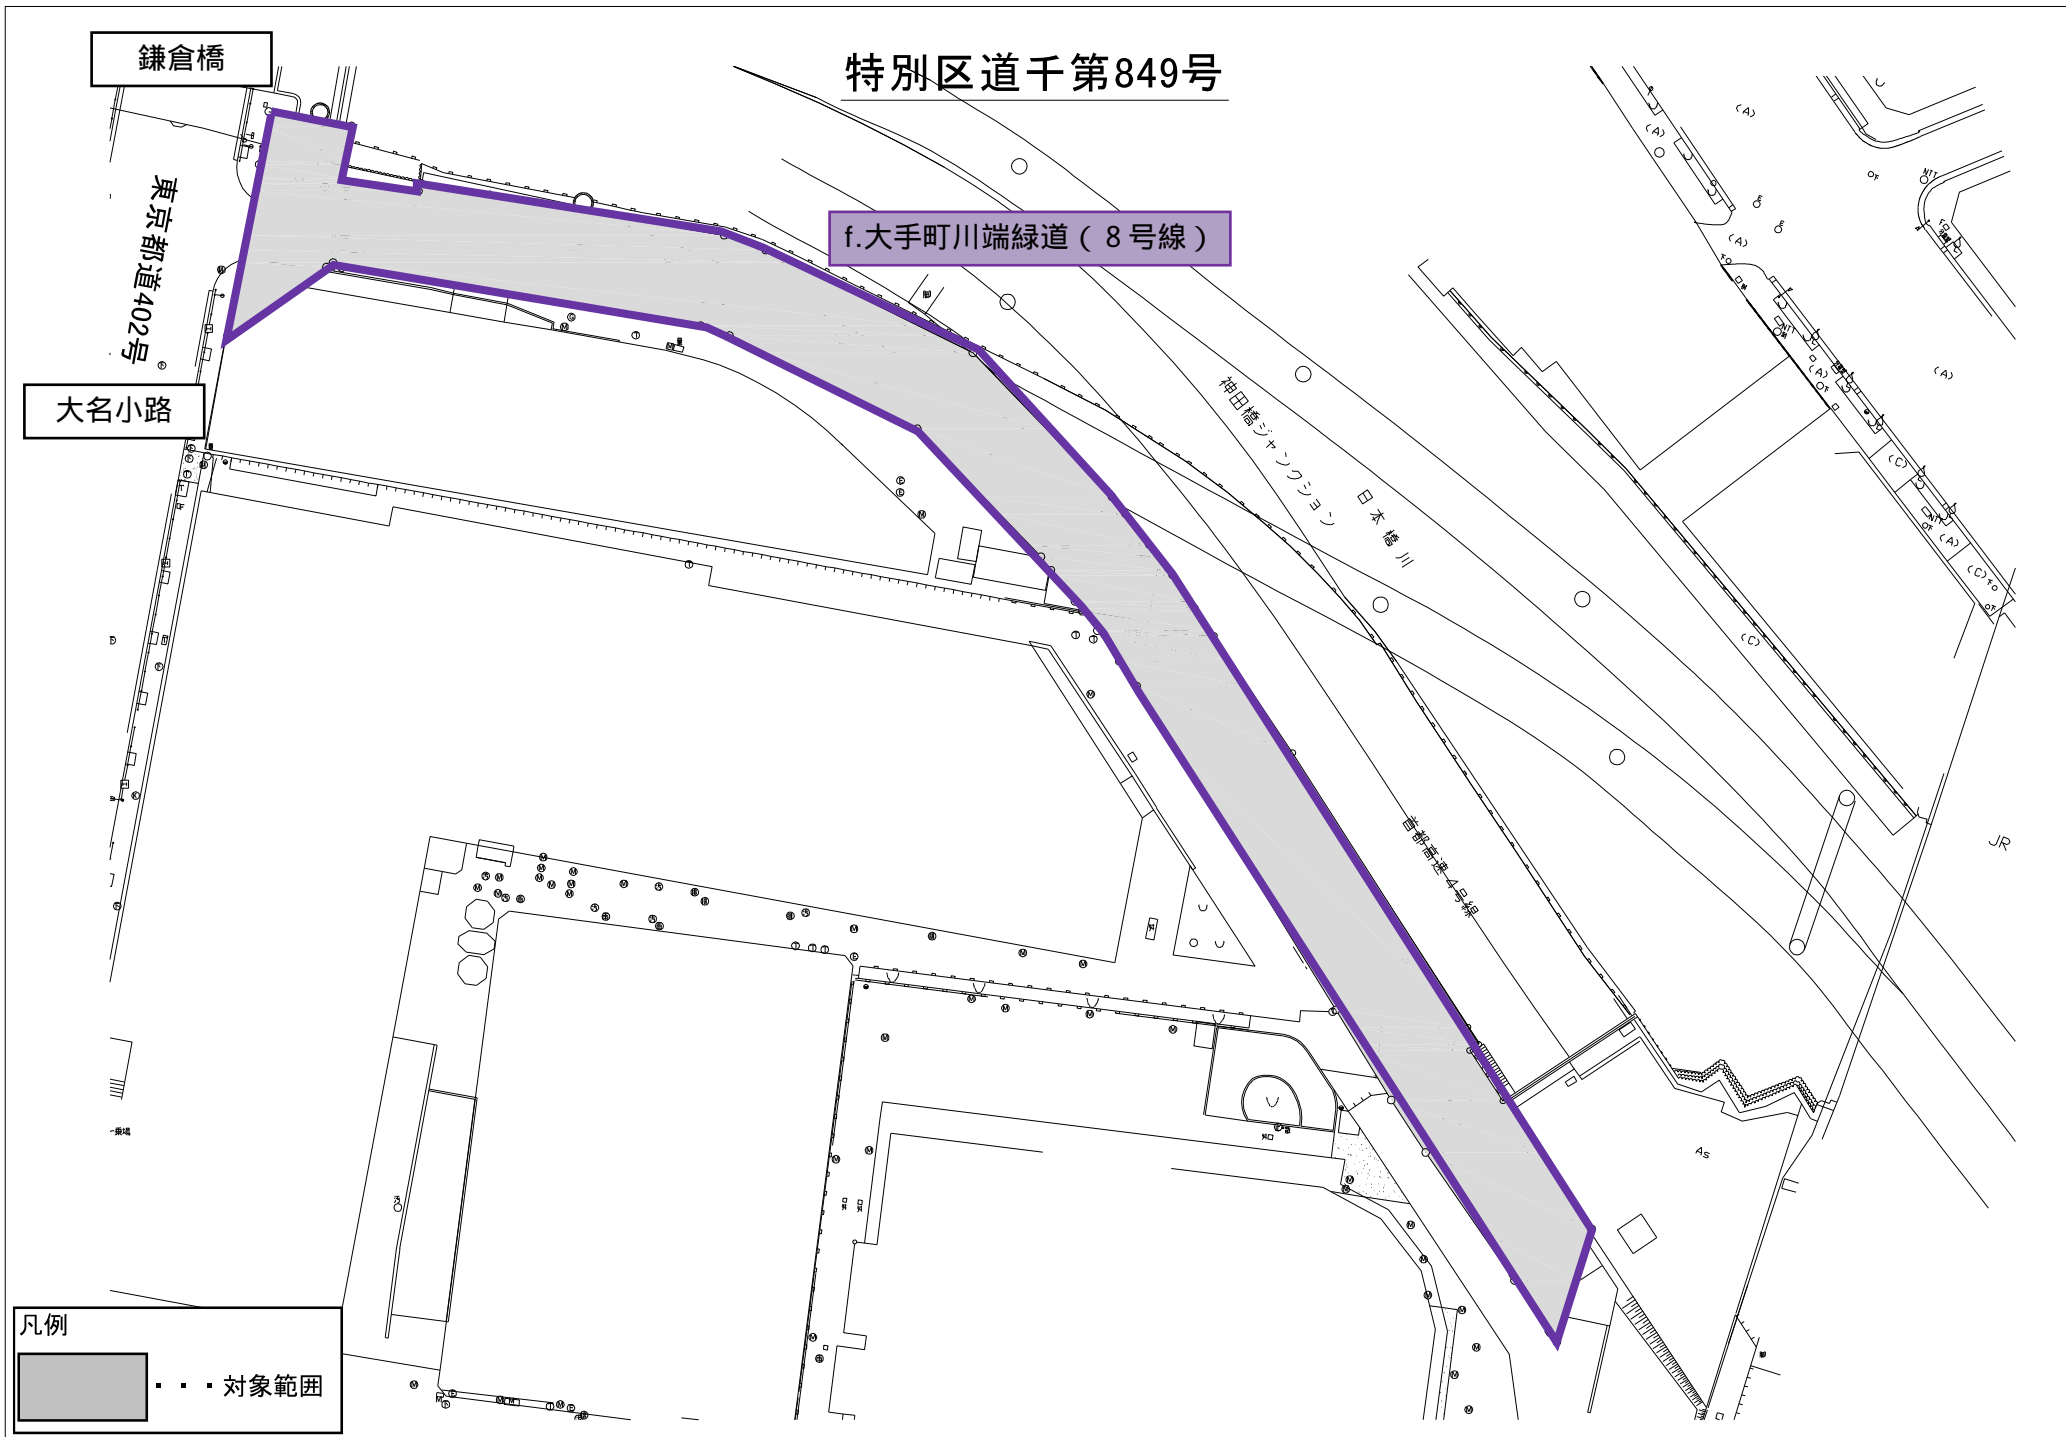 鎌倉橋
特別区道千第849号
東京都道402号
f.大手町川端緑道（８号線）
大名小路
神田橋ジャンクション
日本橋川
首都高速4号線
JR
As
凡例
・・・対象範囲